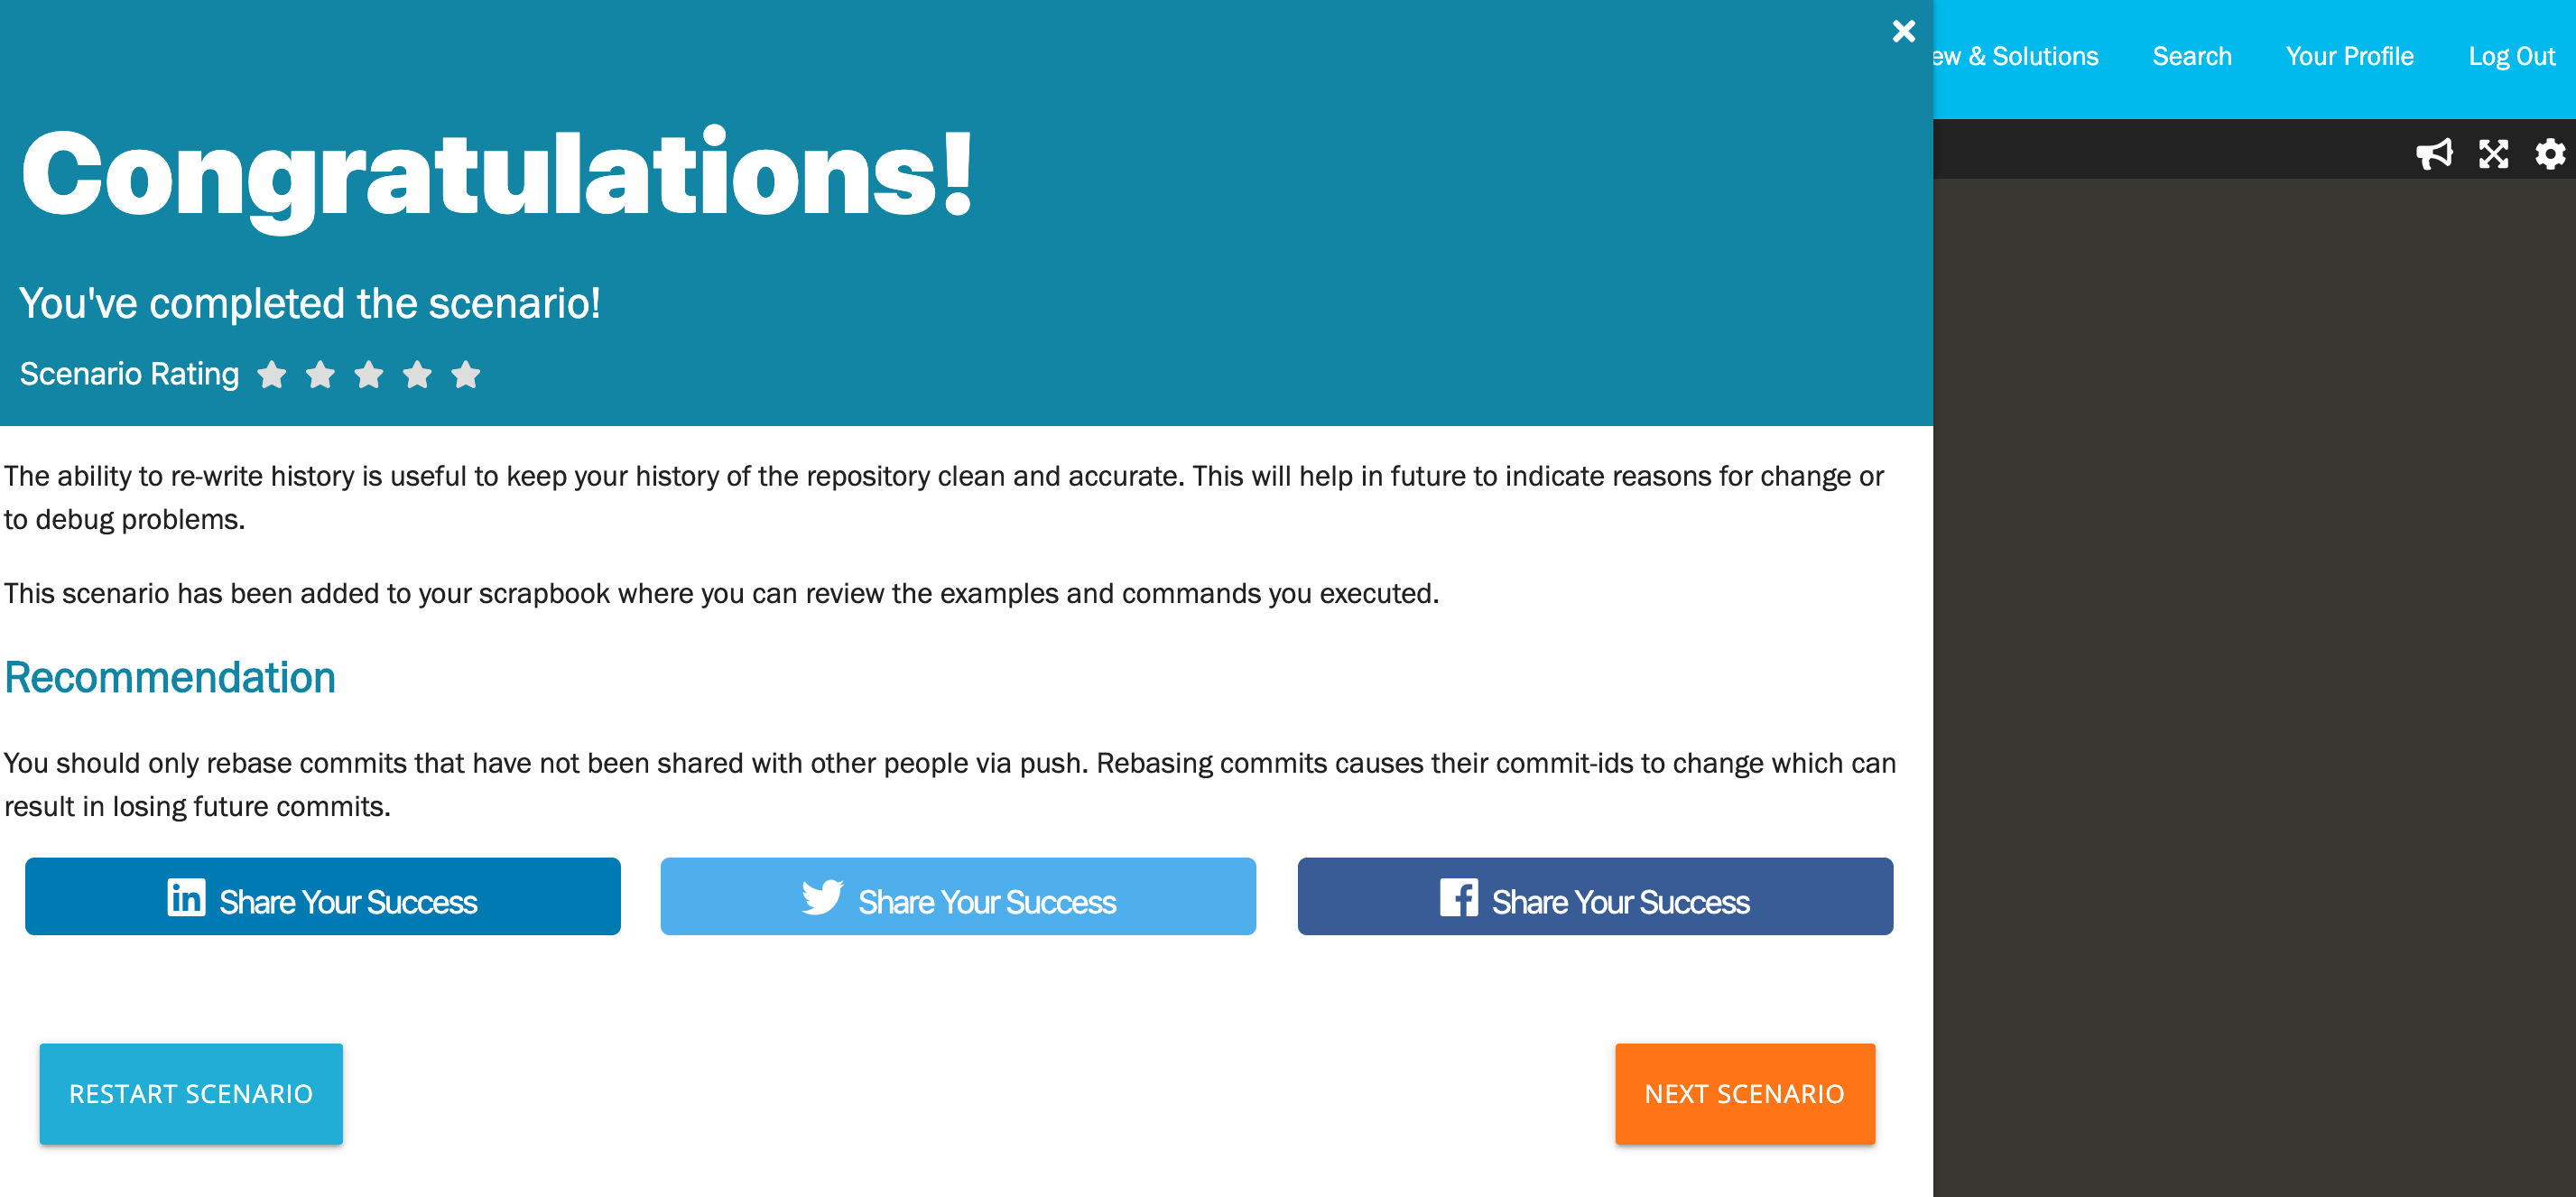 ew & Solutions Search Your Profile Log Out
Congratulations!
You've completed the scenario!
Scenario Rating
The ability to re-write history is useful to keep your history of the repository clean and accurate. This will help in future to indicate reasons for change or
to debug problems.
This scenario has been added to your scrapbook where you can review the examples and commands you executed.
Recommendation
You should only rebase commits that have not been shared with other people via push. Rebasing commits causes their commit-ids to change which can
result in losing future commits.
Share Your Success
Share Your Success
Share Your Success
RESTART SCENARIO
NEXT SCENARIO